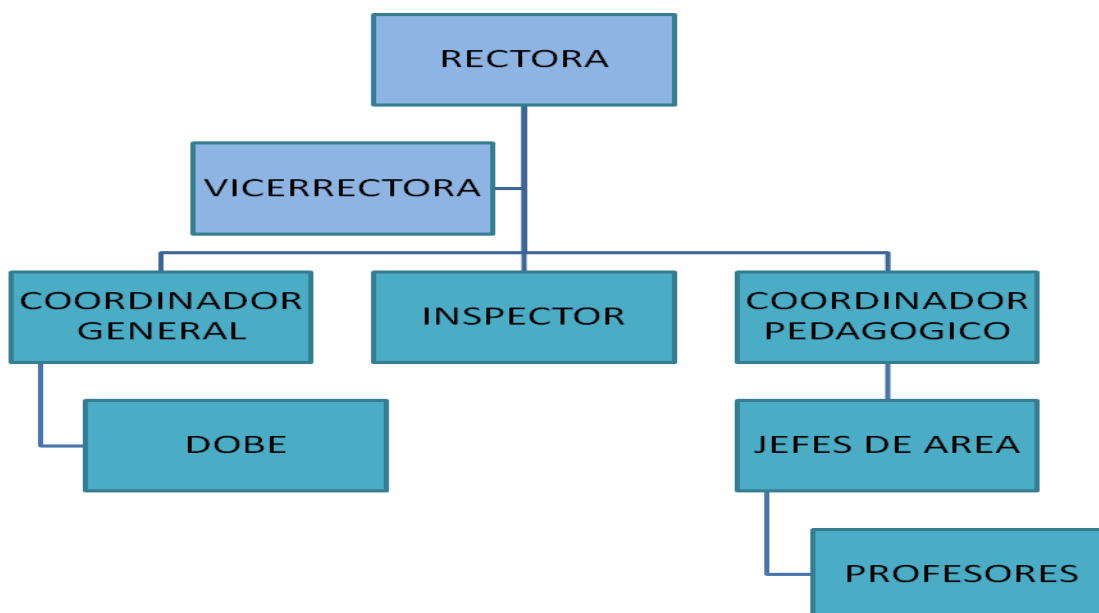 RECTORA
VICERRECTORA
COORDINADOR
GENERAL
INSPECTOR
COORDINADOR
PEDAGOGICO
DOBE
JEFES DE AREA
PROFESORES